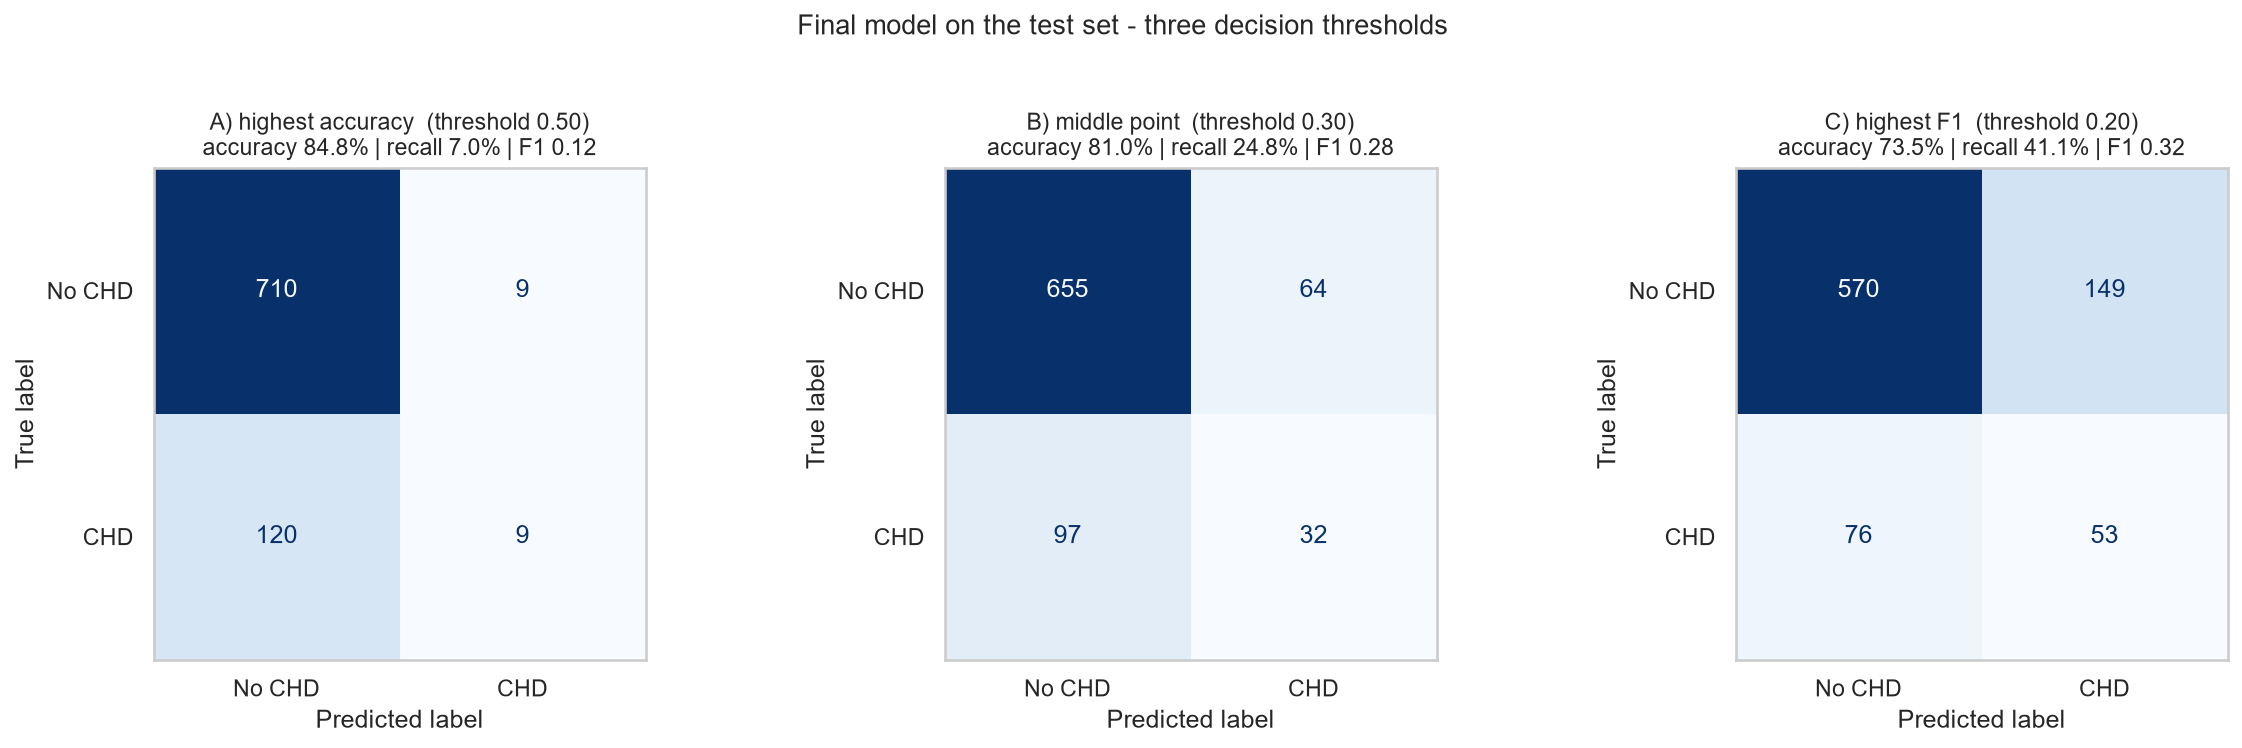 Final model on the test set - three decision thresholds
A) highest accuracy  (threshold 0.50)
accuracy 84.8% | recall 7.0% | F1 0.12
No CHD
710
9
CHD
120
9
True label
No CHD
CHD
Predicted label
B) middle point  (threshold 0.30)
accuracy 81.0% | recall 24.8% | F1 0.28
No CHD
655
64
CHD
97
32
True label
No CHD
CHD
Predicted label
C) highest F1  (threshold 0.20)
accuracy 73.5% | recall 41.1% | F1 0.32
No CHD
570
149
CHD
76
53
True label
No CHD
CHD
Predicted label